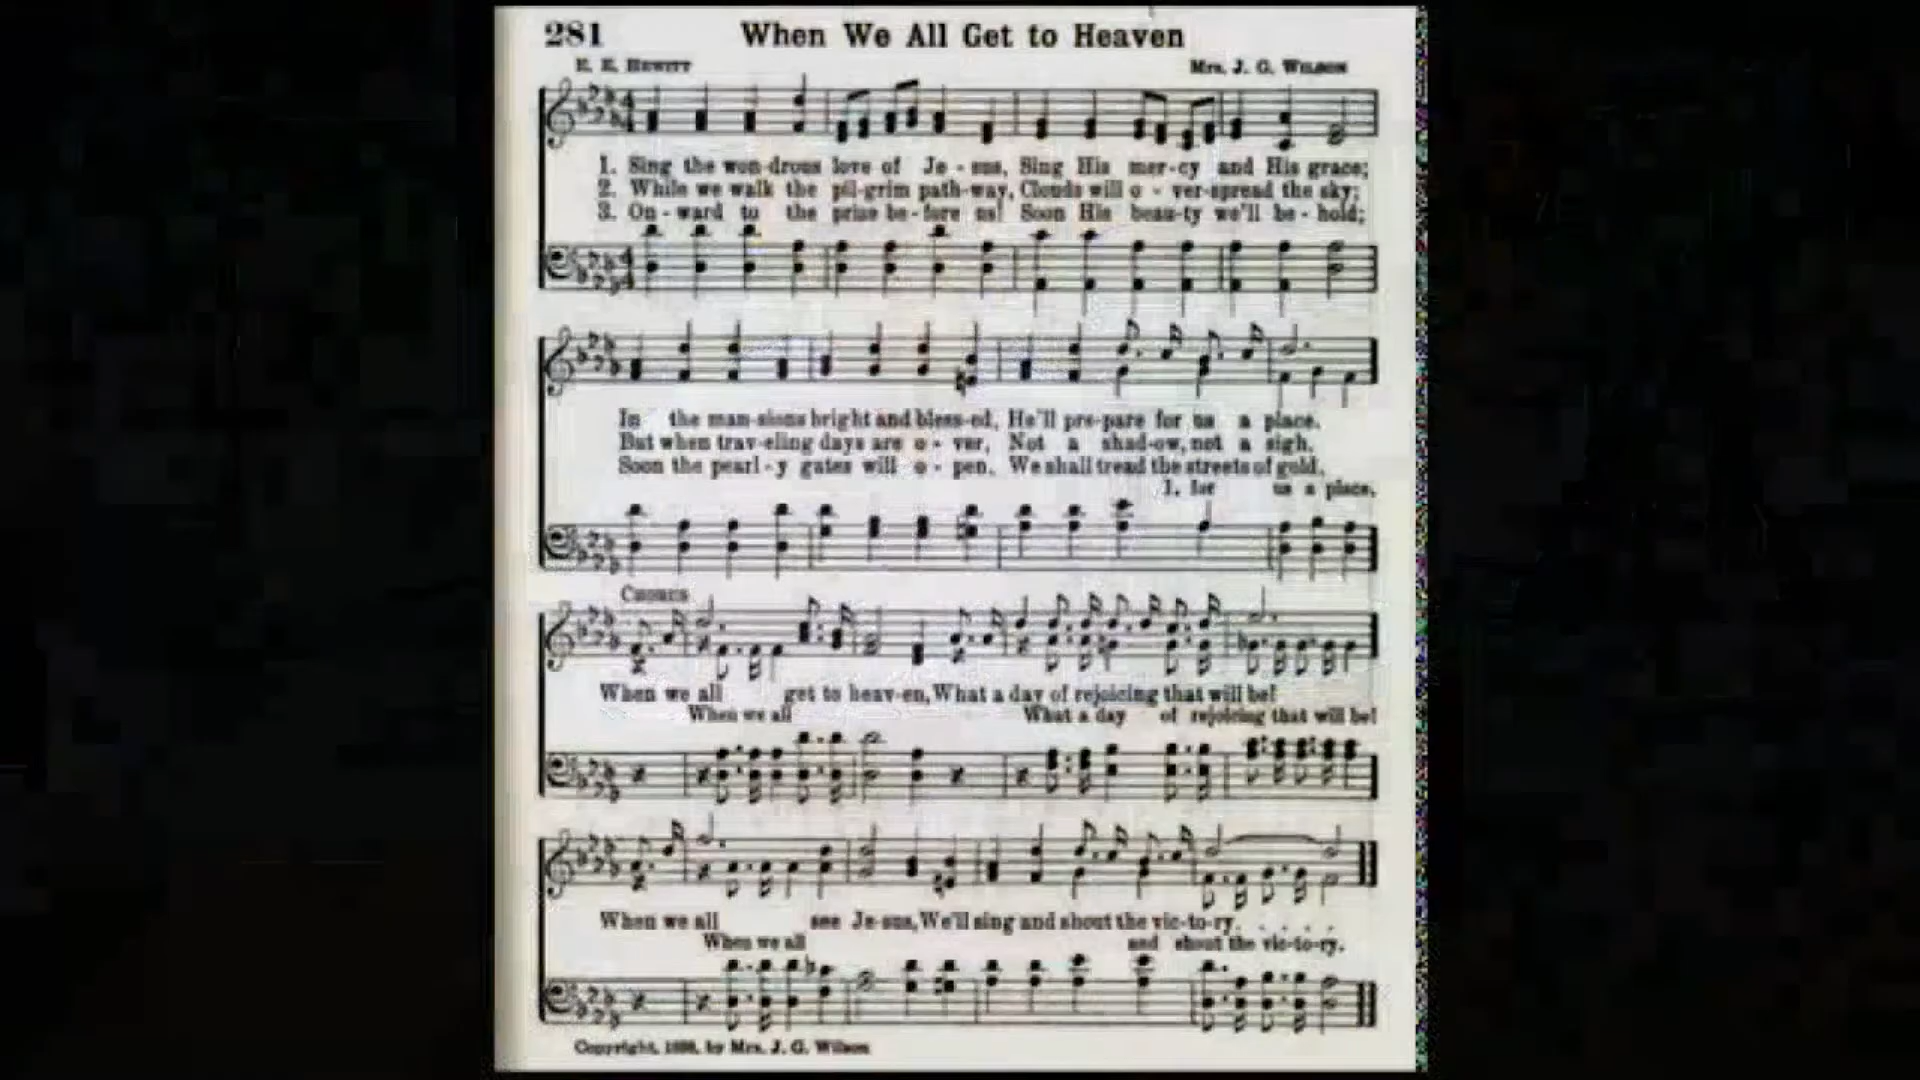 281 When We All Get to Heaven
E. E. Hewitt Mrs. J. G. Wilson
1. Sing the won-drous love of Je - sus, Sing His mer-cy and His grace;
2. While we walk the pil-grim path-way, Clouds will o - ver-spread the sky;
3. On - ward to the prize be-fore us! Soon His beau-ty we'll be - hold;
In the man-sions bright and bless-ed, He'll pre-pare for us a place.
But when trav-eling days are o - ver, Not a shad-ow, not a sigh.
Soon the pearl-y gates will o - pen, We shall tread the streets of gold.
1. for us a place.
Chorus
When we all get to heav-en, What a day of rejoicing that will be!
When we all What a day of rejoicing that will be!
When we all see Je-sus, We'll sing and shout the vic-to-ry. . . . .
When we all and shout the vic-to-ry.
Copyright, 1898, by Mrs. J. G. Wilson